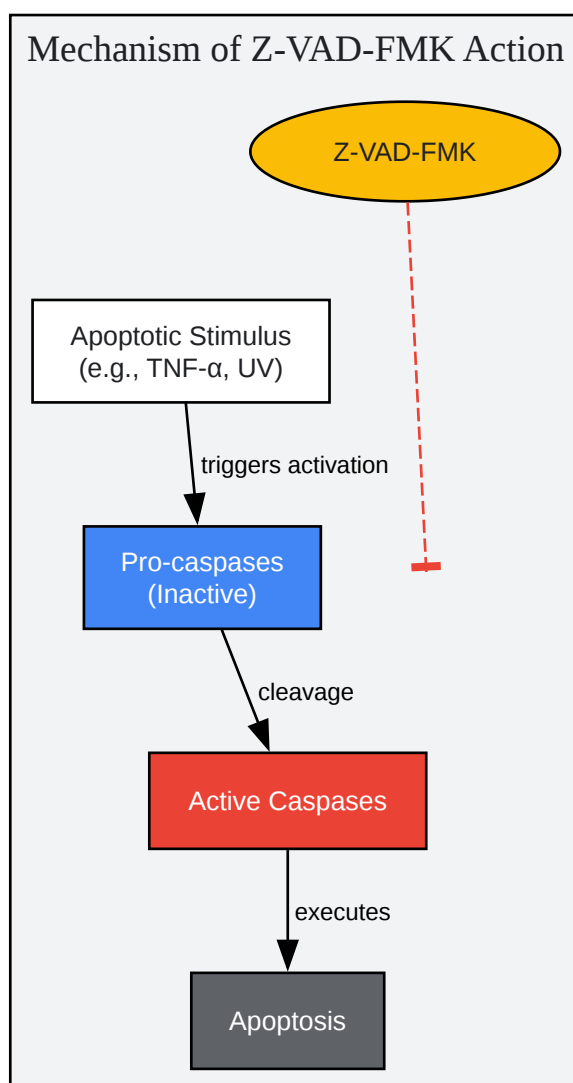 Mechanism of Z-VAD-FMK Action
Z-VAD-FMK
Apoptotic Stimulus
(e.g., TNF-α, UV)
triggers activation
Pro-caspases
(Inactive)
cleavage
Active Caspases
executes
Apoptosis